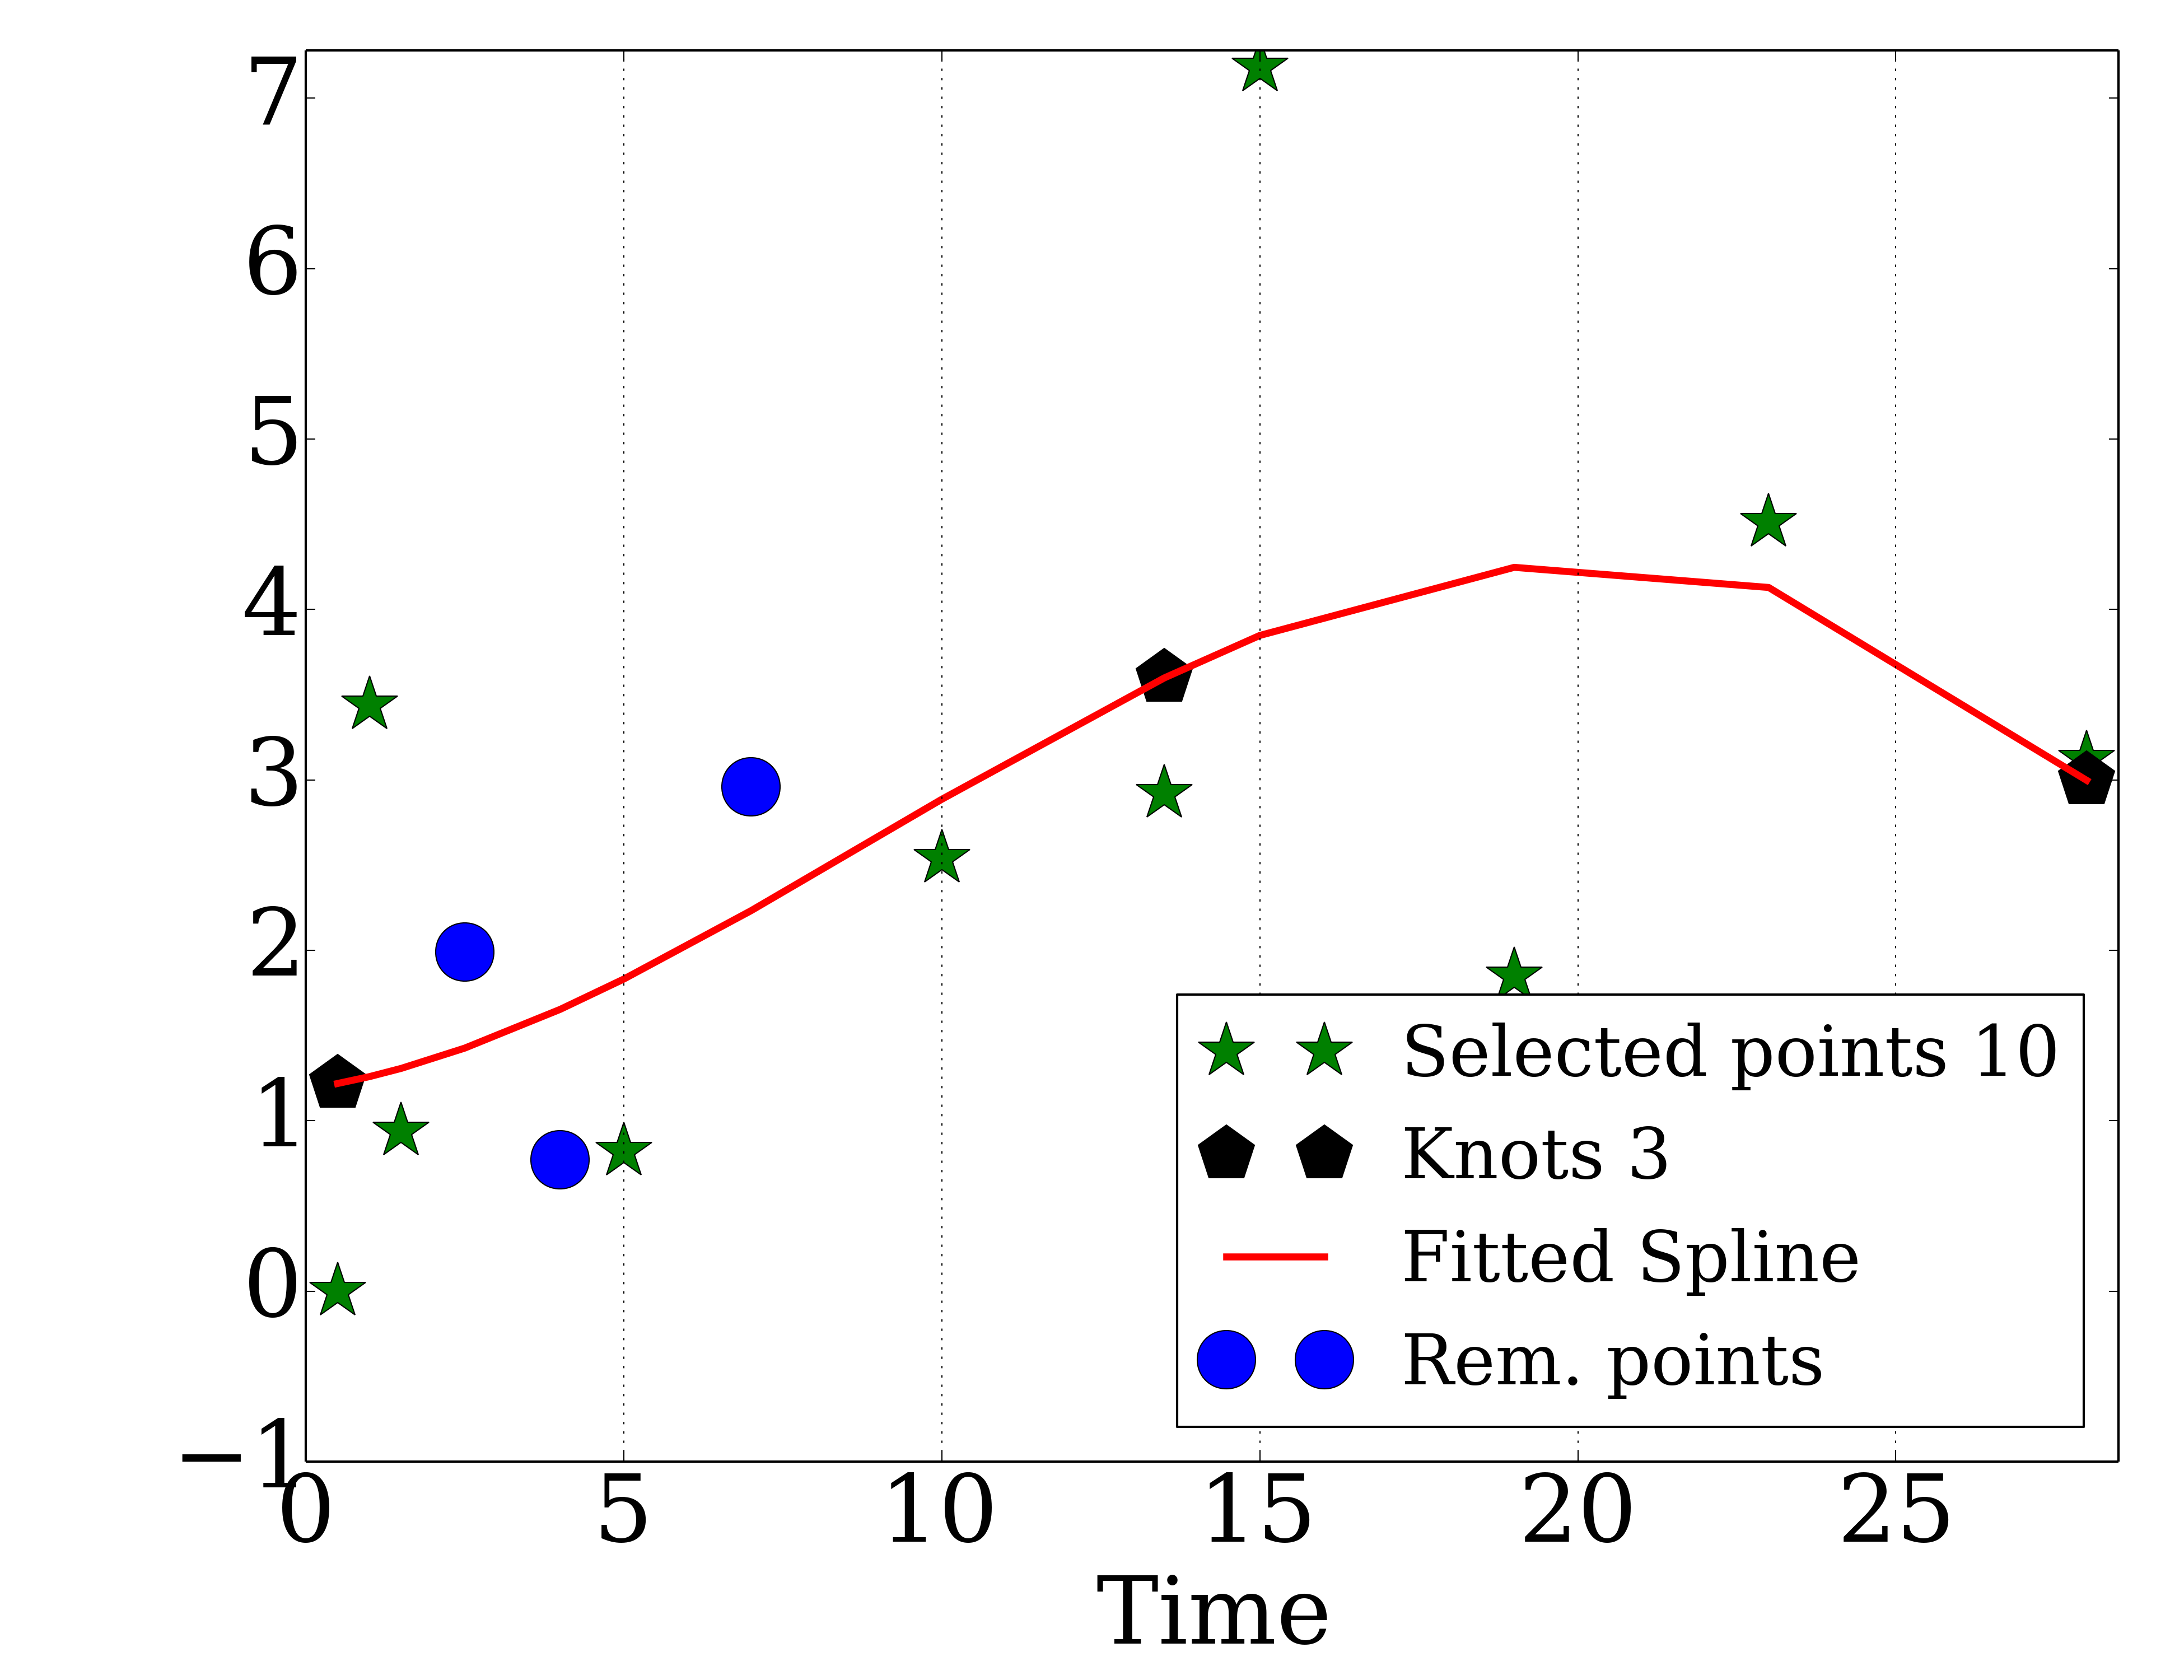 7
6
5
4
3
2
1
0
−1
0 5 10 15 20 25
Time
Selected points 10
Knots 3
Fitted Spline
Rem. points